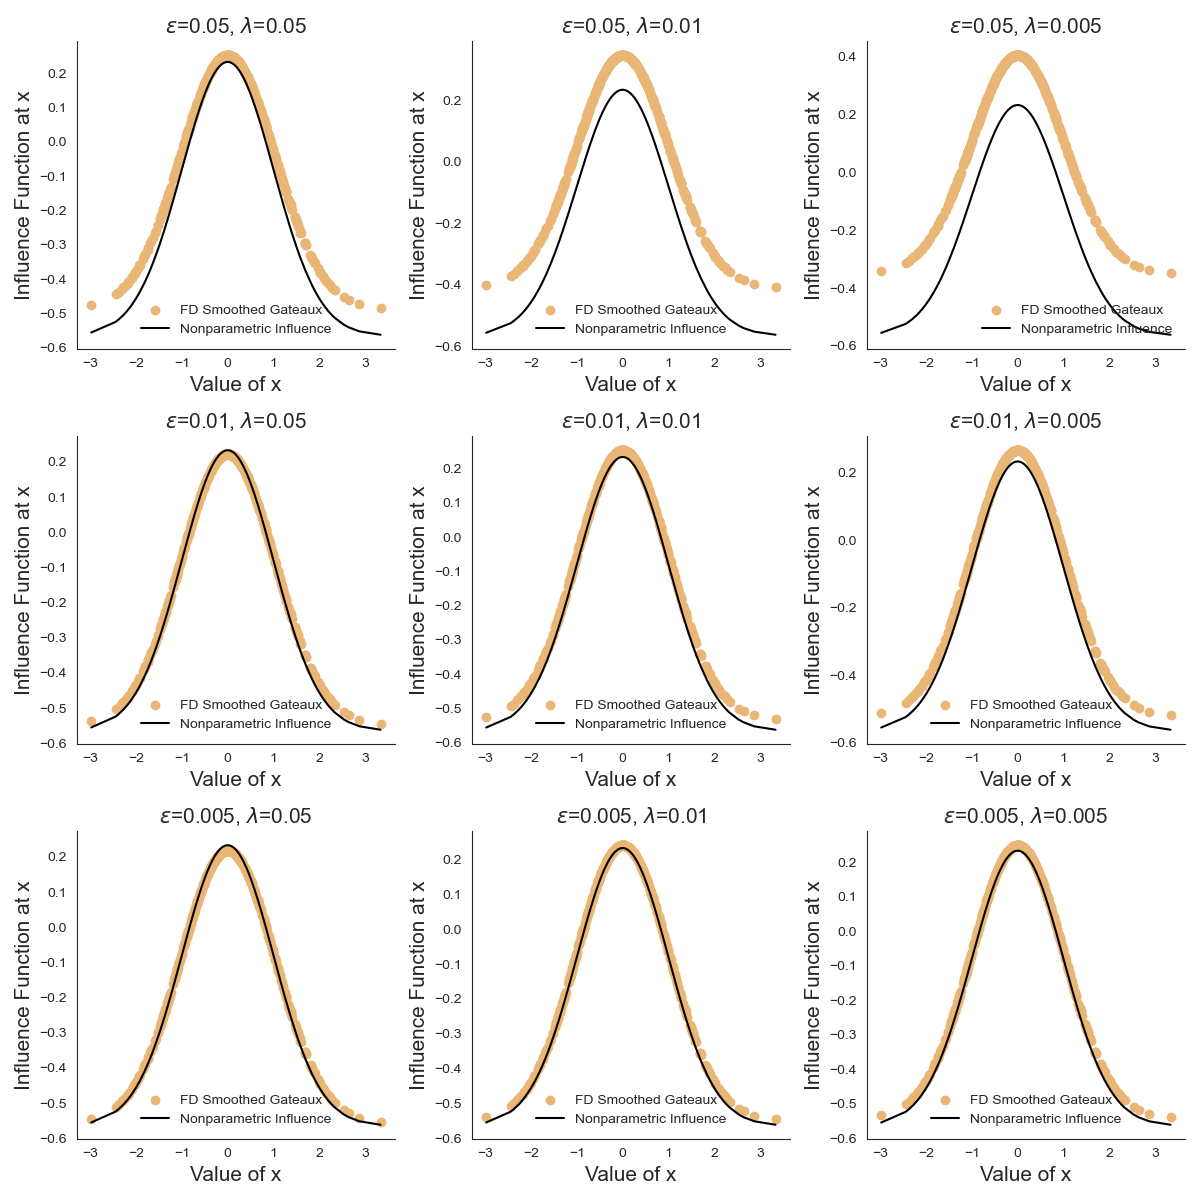 ε=0.05, λ=0.05
Influence Function at x
0.2
0.1
0.0
−0.1
−0.2
−0.3
−0.4
−0.5
−0.6
FD Smoothed Gateaux
Nonparametric Influence
−3 −2 −1 0 1 2 3
Value of x
ε=0.05, λ=0.01
Influence Function at x
0.2
0.0
−0.2
−0.4
−0.6
FD Smoothed Gateaux
Nonparametric Influence
−3 −2 −1 0 1 2 3
Value of x
ε=0.05, λ=0.005
Influence Function at x
0.4
0.2
0.0
−0.2
−0.4
−0.6
FD Smoothed Gateaux
Nonparametric Influence
−3 −2 −1 0 1 2 3
Value of x
ε=0.01, λ=0.05
Influence Function at x
0.2
0.1
0.0
−0.1
−0.2
−0.3
−0.4
−0.5
−0.6
FD Smoothed Gateaux
Nonparametric Influence
−3 −2 −1 0 1 2 3
Value of x
ε=0.01, λ=0.01
Influence Function at x
0.2
0.1
0.0
−0.1
−0.2
−0.3
−0.4
−0.5
−0.6
FD Smoothed Gateaux
Nonparametric Influence
−3 −2 −1 0 1 2 3
Value of x
ε=0.01, λ=0.005
Influence Function at x
0.2
0.0
−0.2
−0.4
−0.6
FD Smoothed Gateaux
Nonparametric Influence
−3 −2 −1 0 1 2 3
Value of x
ε=0.005, λ=0.05
Influence Function at x
0.2
0.1
0.0
−0.1
−0.2
−0.3
−0.4
−0.5
−0.6
FD Smoothed Gateaux
Nonparametric Influence
−3 −2 −1 0 1 2 3
Value of x
ε=0.005, λ=0.01
Influence Function at x
0.2
0.1
0.0
−0.1
−0.2
−0.3
−0.4
−0.5
−0.6
FD Smoothed Gateaux
Nonparametric Influence
−3 −2 −1 0 1 2 3
Value of x
ε=0.005, λ=0.005
Influence Function at x
0.2
0.1
0.0
−0.1
−0.2
−0.3
−0.4
−0.5
−0.6
FD Smoothed Gateaux
Nonparametric Influence
−3 −2 −1 0 1 2 3
Value of x